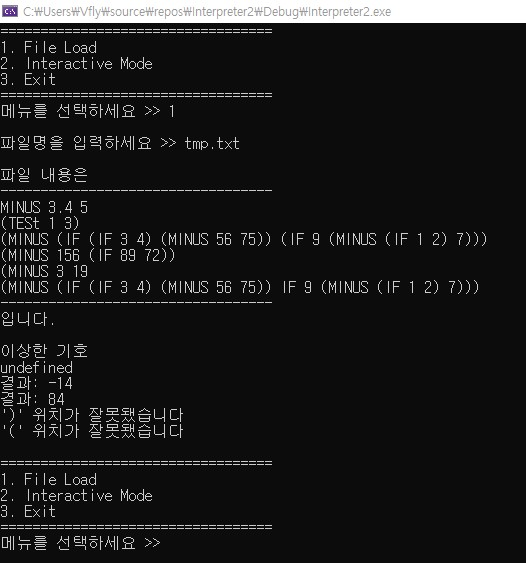 C:\Users\Vfly\source\repos\Interpreter2\Debug\Interpreter2.exe
==================================
1. File Load
2. Interactive Mode
3. Exit
==================================
메뉴를 선택하세요 >> 1
파일명을 입력하세요 >> tmp.txt
파일 내용은
----------------------------------
MINUS 3.4 5
(TESt 1 3)
(MINUS (IF (IF 3 4) (MINUS 56 75)) (IF 9 (MINUS (IF 1 2) 7)))
(MINUS 156 (IF 89 72))
(MINUS 3 19
(MINUS (IF (IF 3 4) (MINUS 56 75)) IF 9 (MINUS (IF 1 2) 7)))
----------------------------------
입니다.
이상한 기호
undefined
결과: -14
결과: 84
')' 위치가 잘못됐습니다
'(' 위치가 잘못됐습니다
==================================
1. File Load
2. Interactive Mode
3. Exit
==================================
메뉴를 선택하세요 >>